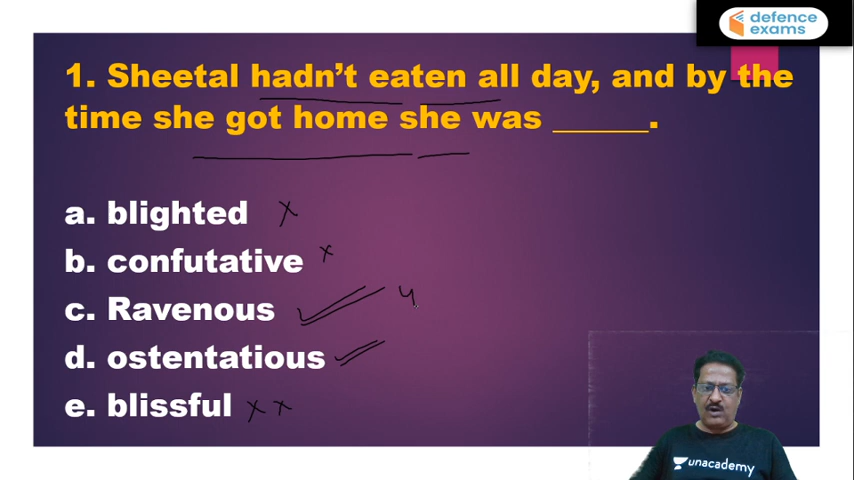 defence
exams
1. Sheetal hadn’t eaten all day, and by the
time she got home she was ______.
a. blighted
b. confutative
c. Ravenous
d. ostentatious
e. blissful
unacademy